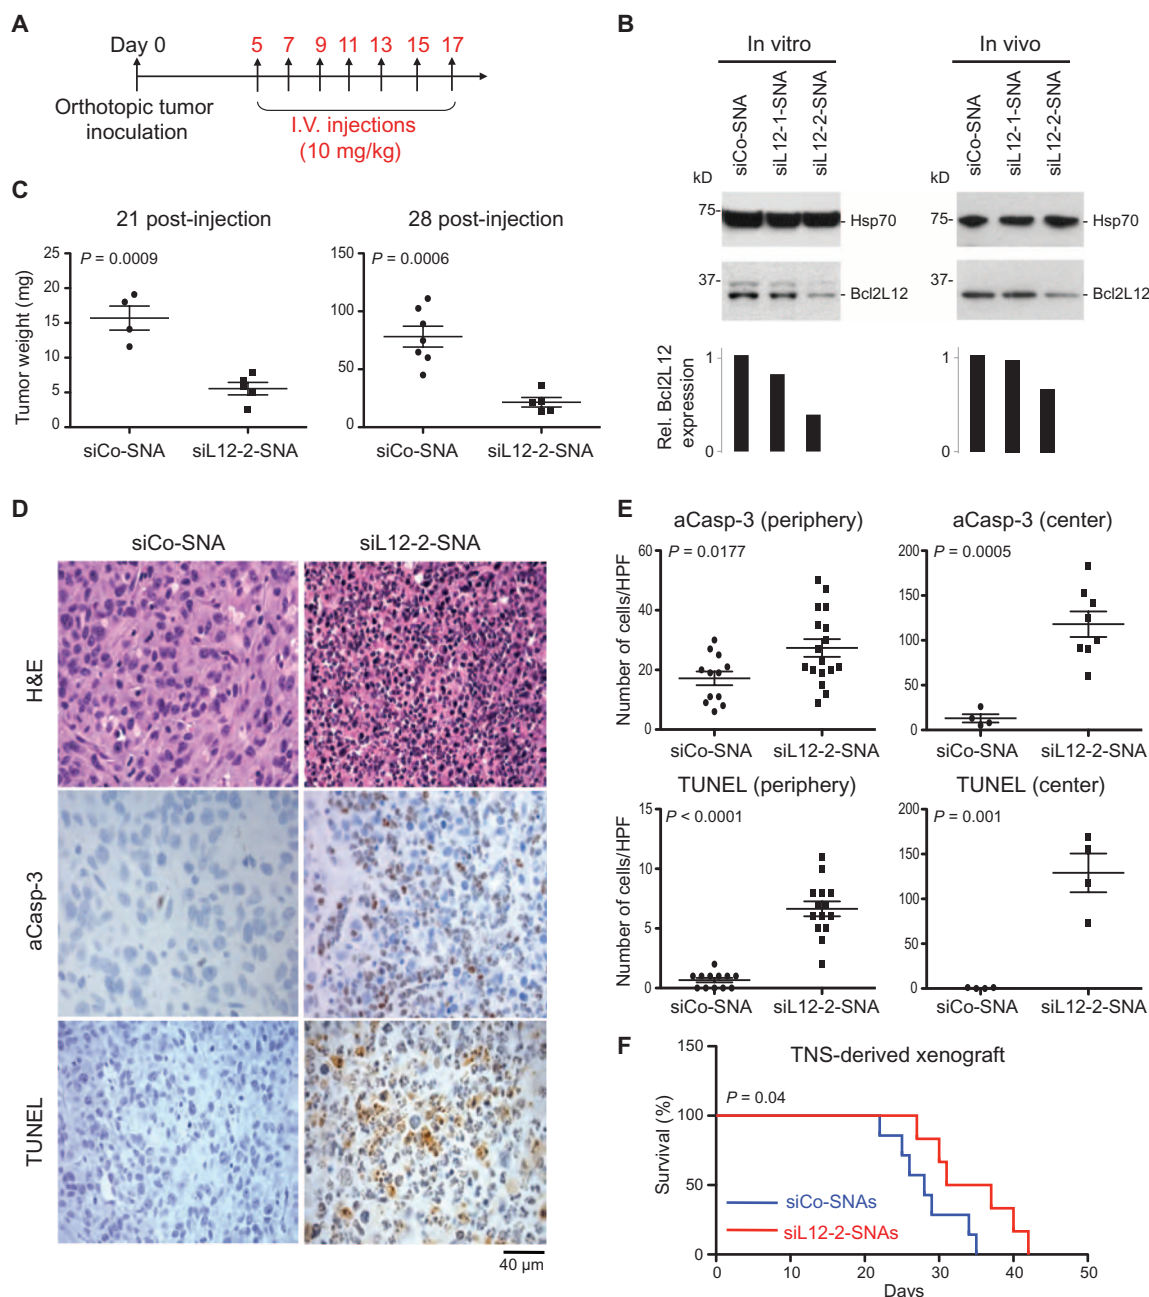 A
Day 0
5 7 9 11 13 15 17
Orthotopic tumor
inoculation
I.V. injections
(10 mg/kg)
B
In vitro
In vivo
siCo-SNA
siL12-1-SNA
siL12-2-SNA
siCo-SNA
siL12-1-SNA
siL12-2-SNA
kD
75-
- Hsp70
37-
- Bcl2L12
kD
75-
- Hsp70
37-
- Bcl2L12
Rel. Bcl2L12
expression
1
0
1
0
C
21 post-injection
P = 0.0009
Tumor weight (mg)
25
20
15
10
5
0
siCo-SNA siL12-2-SNA
28 post-injection
P = 0.0006
150
100
50
0
siCo-SNA siL12-2-SNA
D
siCo-SNA siL12-2-SNA
H&E
aCasp-3
TUNEL
40 µm
E
aCasp-3 (periphery)
P = 0.0177
Number of cells/HPF
60
40
20
0
siCo-SNA siL12-2-SNA
aCasp-3 (center)
P = 0.0005
200
150
100
50
0
siCo-SNA siL12-2-SNA
TUNEL (periphery)
P < 0.0001
Number of cells/HPF
15
10
5
0
siCo-SNA siL12-2-SNA
TUNEL (center)
P = 0.001
200
150
100
50
0
siCo-SNA siL12-2-SNA
F
TNS-derived xenograft
P = 0.04
Survival (%)
150
100
50
0
siCo-SNAs
siL12-2-SNAs
0 10 20 30 40 50
Days